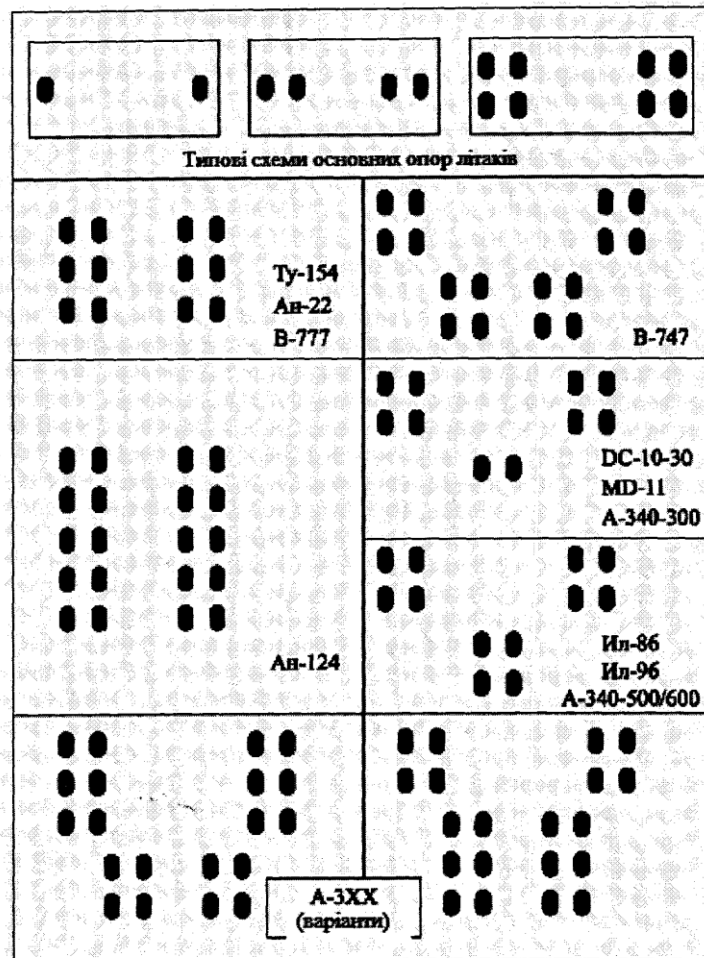 Типові схеми основних опор літаків
Ту-154
Ан-22
В-777
В-747
DC-10-30
MD-11
А-340-300
Ан-124
Ил-86
Ил-96
А-340-500/600
А-3ХХ
(варіанти)